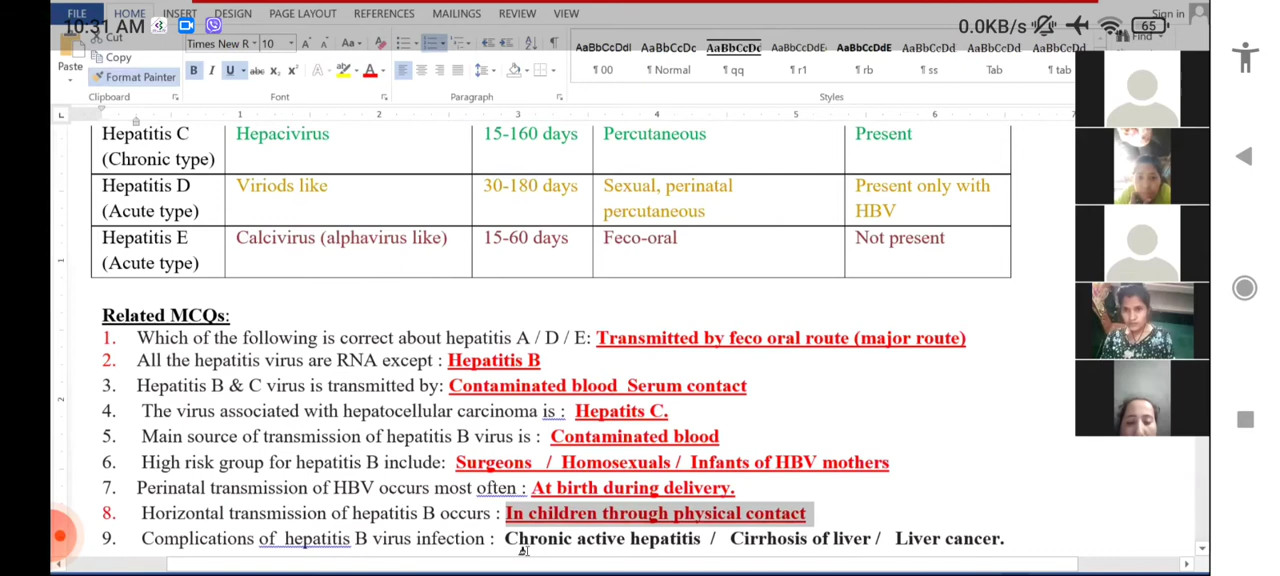 FILE HOME INSERT DESIGN PAGE LAYOUT REFERENCES MAILINGS REVIEW VIEW Sign in
10:31 AM 0.0KB/s 65
Cut Times New R 10 Aa Find
Copy AaBbCcDdI AaBbCcDc AaBbCcDc AaBbCcDdE AaBbCcDdE AaBbCcDd AaBbCcDd AaBbCcDd
Paste Format Painter B I U abc X₂ X² A A ¶ 00 ¶ Normal ¶ qq ¶ r1 ¶ rb ¶ ss Tab ¶ tab
Clipboard Font Paragraph Styles
1 2 3 4 5 6 7
Hepatitis C Hepacivirus 15-160 days Percutaneous Present
(Chronic type)
Hepatitis D Viriods like 30-180 days Sexual, perinatal Present only with
(Acute type) percutaneous HBV
Hepatitis E Calcivirus (alphavirus like) 15-60 days Feco-oral Not present
(Acute type)
Related MCQs:
1. Which of the following is correct about hepatitis A / D / E: Transmitted by feco oral route (major route)
2. All the hepatitis virus are RNA except : Hepatitis B
3. Hepatitis B & C virus is transmitted by: Contaminated blood Serum contact
4. The virus associated with hepatocellular carcinoma is : Hepatits C.
5. Main source of transmission of hepatitis B virus is : Contaminated blood
6. High risk group for hepatitis B include: Surgeons / Homosexuals / Infants of HBV mothers
7. Perinatal transmission of HBV occurs most often : At birth during delivery.
8. Horizontal transmission of hepatitis B occurs : In children through physical contact
9. Complications of hepatitis B virus infection : Chronic active hepatitis / Cirrhosis of liver / Liver cancer.